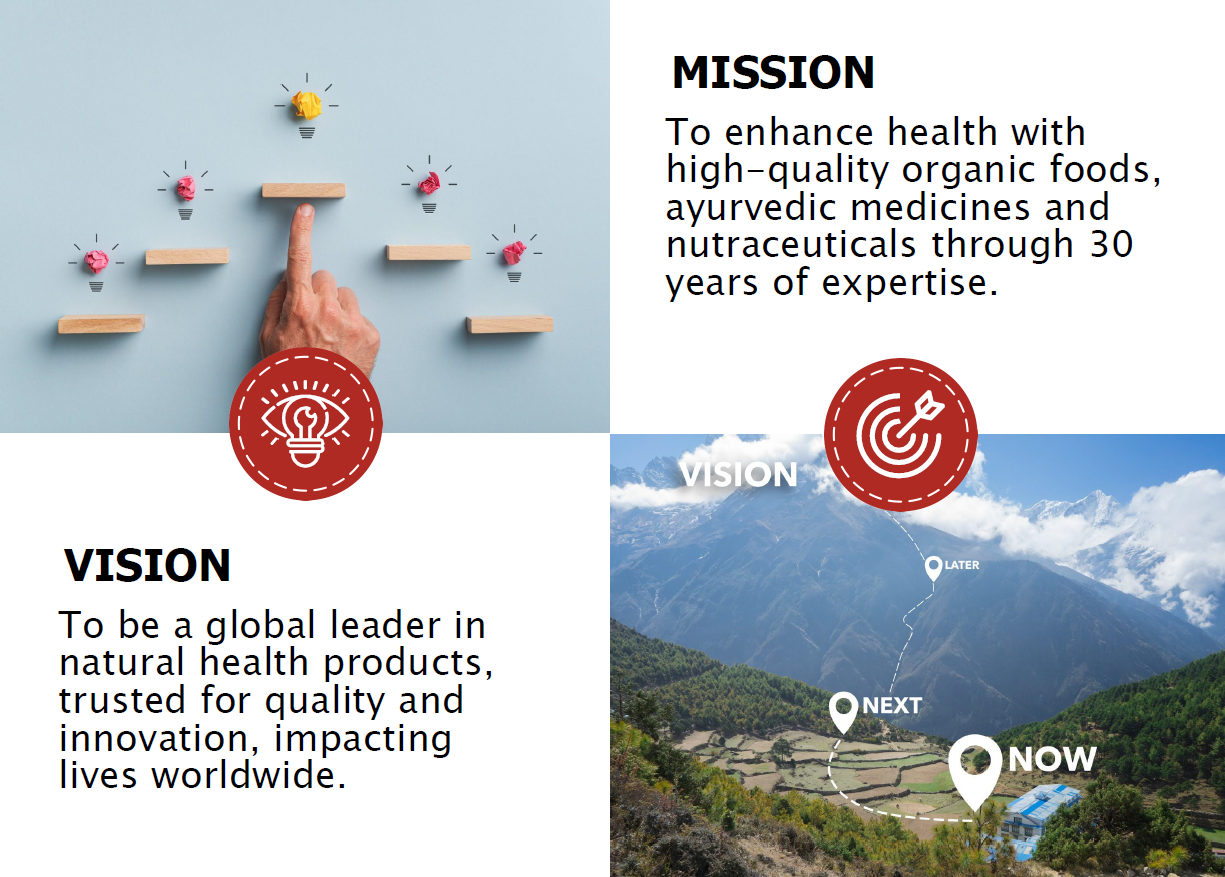 MISSION
To enhance health with
high-quality organic foods,
ayurvedic medicines and
nutraceuticals through 30
years of expertise.
VISION
To be a global leader in
natural health products,
trusted for quality and
innovation, impacting
lives worldwide.
VISION
LATER
NEXT
NOW